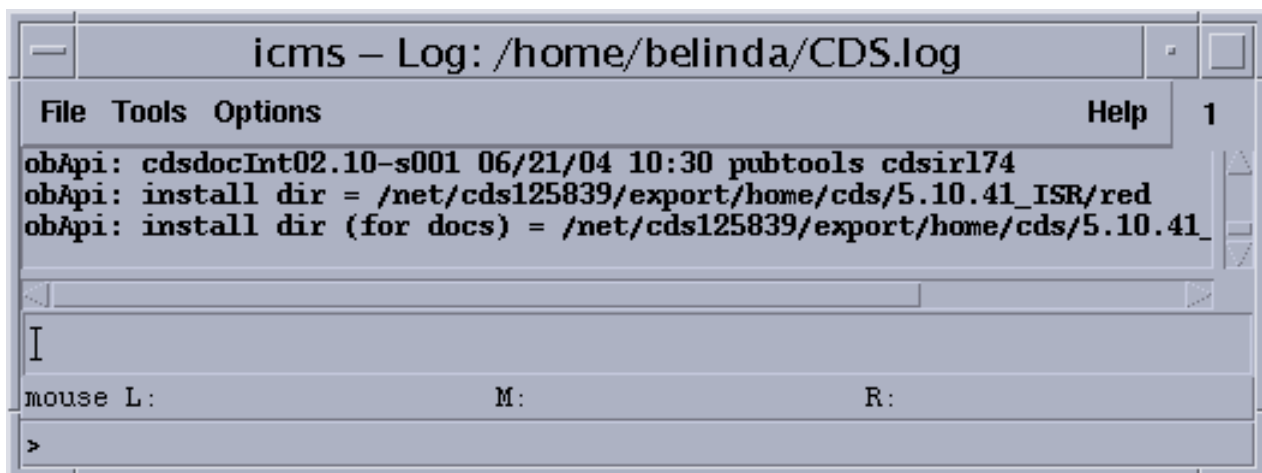 icms – Log: /home/belinda/CDS.log
File Tools Options Help 1
obApi: cdsdocInt02.10-s001 06/21/04 10:30 pubtools cdsirl74
obApi: install dir = /net/cds125839/export/home/cds/5.10.41_ISR/red
obApi: install dir (for docs) = /net/cds125839/export/home/cds/5.10.41_
mouse L: M: R:
>